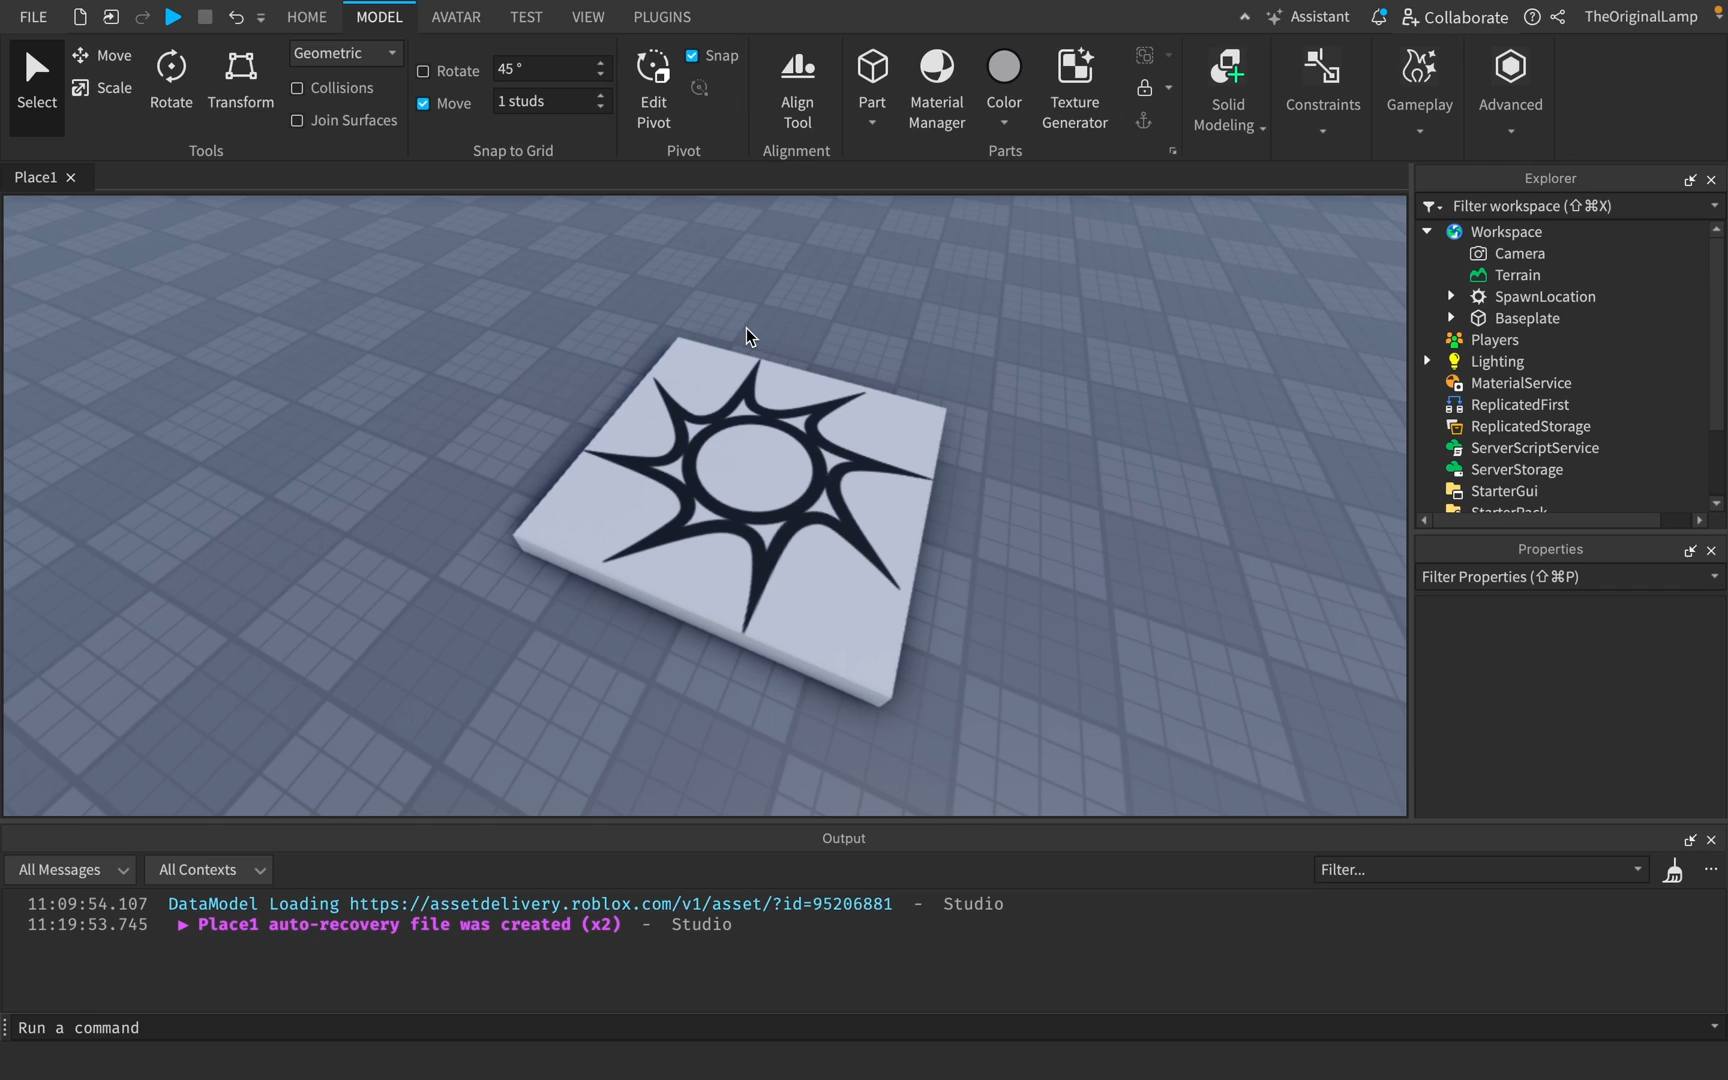 FILE HOME MODEL AVATAR TEST VIEW PLUGINS Assistant Collaborate TheOriginalLamp
Select Move Scale Rotate Transform Geometric Collisions Join Surfaces
Tools
Rotate 45 °
Move 1 studs
Snap to Grid
Edit Pivot Snap
Pivot
Align Tool
Alignment
Part Material Manager Color Texture Generator
Parts
Solid Modeling
Constraints
Gameplay
Advanced
Place1
Explorer
Filter workspace (⇧⌘X)
Workspace
Camera
Terrain
SpawnLocation
Baseplate
Players
Lighting
MaterialService
ReplicatedFirst
ReplicatedStorage
ServerScriptService
ServerStorage
StarterGui
StarterPack
Properties
Filter Properties (⇧⌘P)
Output
All Messages All Contexts Filter...
11:09:54.107 DataModel Loading https://assetdelivery.roblox.com/v1/asset/?id=95206881 - Studio
11:19:53.745 ▶ Place1 auto-recovery file was created (x2) - Studio
Run a command